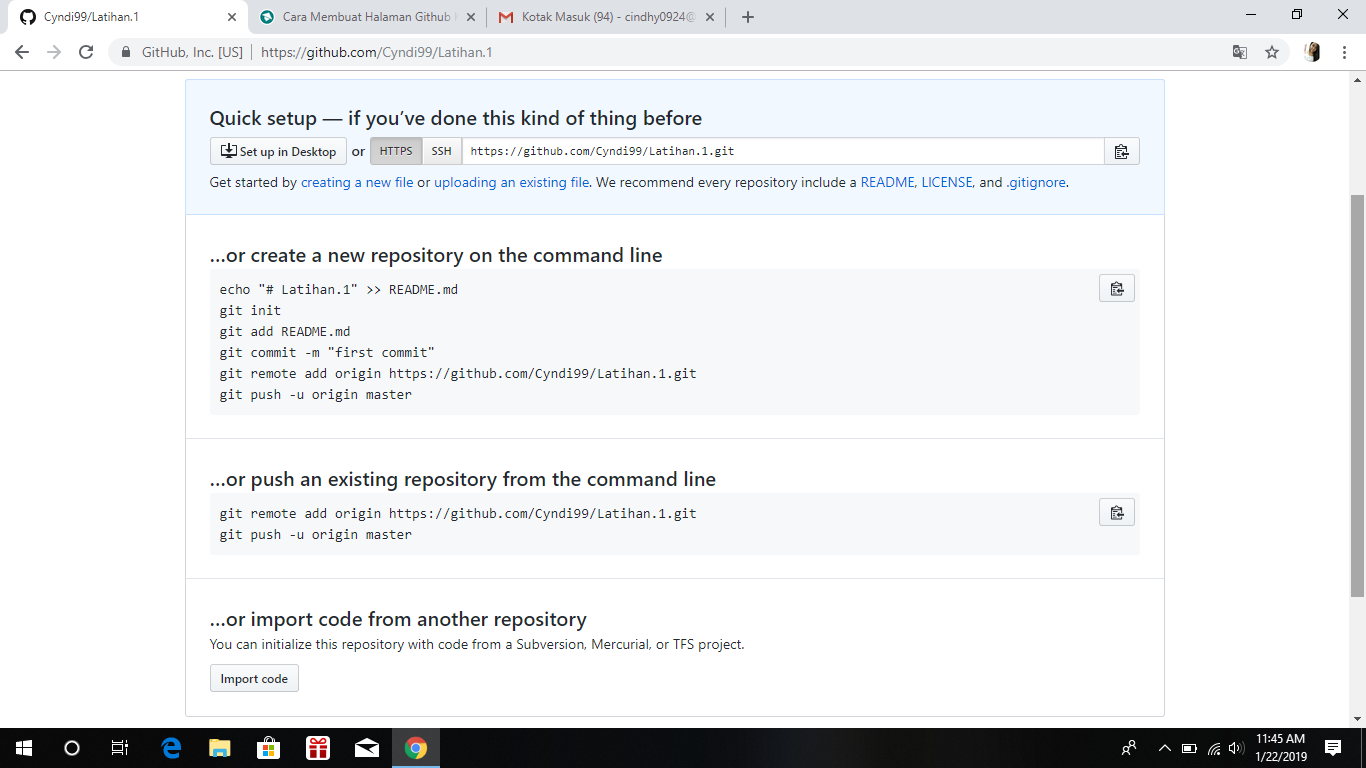 Cyndi99/Latihan.1
Cara Membuat Halaman Github
Kotak Masuk (94) - cindhy0924@
GitHub, Inc. [US]
https://github.com/Cyndi99/Latihan.1
Quick setup — if you’ve done this kind of thing before
Set up in Desktop or HTTPS SSH https://github.com/Cyndi99/Latihan.1.git
Get started by creating a new file or uploading an existing file. We recommend every repository include a README, LICENSE, and .gitignore.
...or create a new repository on the command line
echo "# Latihan.1" >> README.md
git init
git add README.md
git commit -m "first commit"
git remote add origin https://github.com/Cyndi99/Latihan.1.git
git push -u origin master
...or push an existing repository from the command line
git remote add origin https://github.com/Cyndi99/Latihan.1.git
git push -u origin master
...or import code from another repository
You can initialize this repository with code from a Subversion, Mercurial, or TFS project.
Import code
11:45 AM
1/22/2019